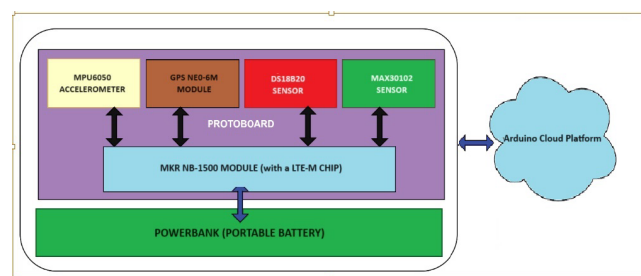 MPU6050
ACCELEROMETER
GPS NE0-6M
MODULE
DS18B20
SENSOR
MAX30102
SENSOR
PROTOBOARD
Arduino Cloud Platform
MKR NB-1500 MODULE (with a LTE-M CHIP)
POWERBANK (PORTABLE BATTERY)